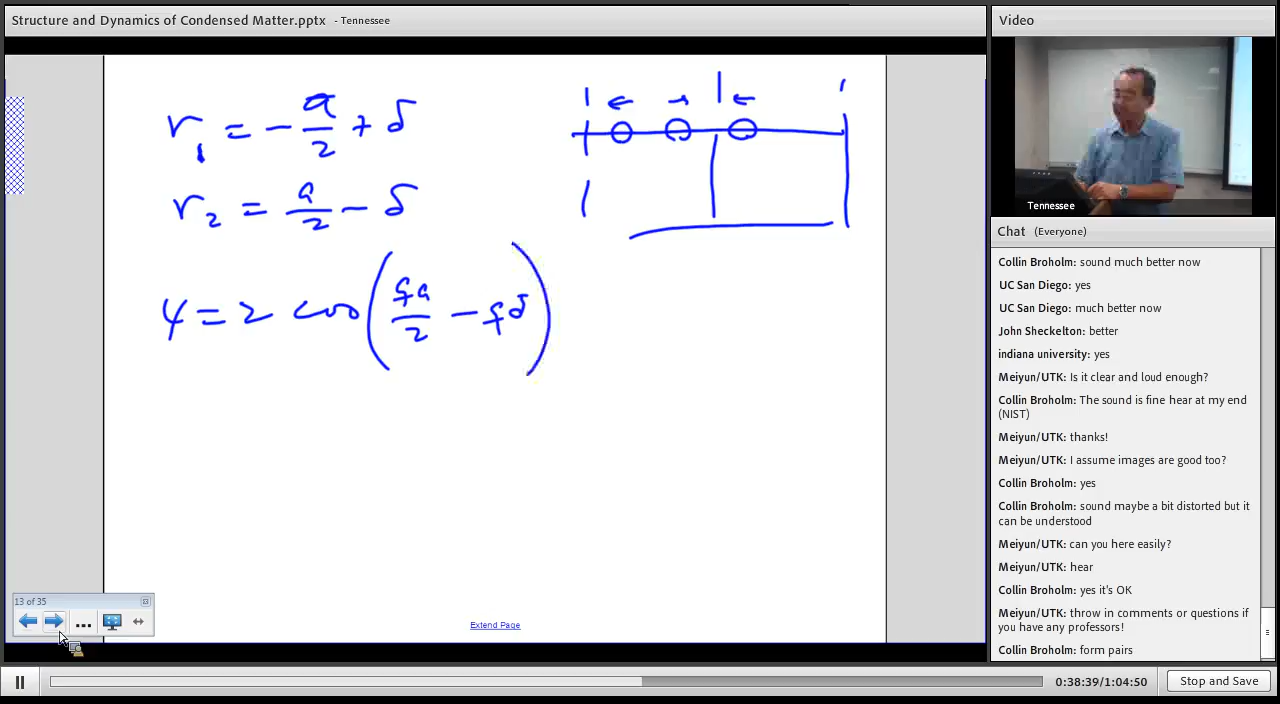 Structure and Dynamics of Condensed Matter.pptx - Tennessee
r₁ = - a/2 + δ
r₂ = a/2 - δ
ψ = 2 cos(qa/2 - qδ)
13 of 35
...
Extend Page
Video
Tennessee
Chat (Everyone)
Collin Broholm: sound much better now
UC San Diego: yes
UC San Diego: much better now
John Sheckelton: better
indiana university: yes
Meiyun/UTK: Is it clear and loud enough?
Collin Broholm: The sound is fine hear at my end
(NIST)
Meiyun/UTK: thanks!
Meiyun/UTK: I assume images are good too?
Collin Broholm: yes
Collin Broholm: sound maybe a bit distorted but it
can be understood
Meiyun/UTK: can you here easily?
Meiyun/UTK: hear
Collin Broholm: yes it's OK
Meiyun/UTK: throw in comments or questions if
you have any professors!
Collin Broholm: form pairs
0:38:39/1:04:50
Stop and Save